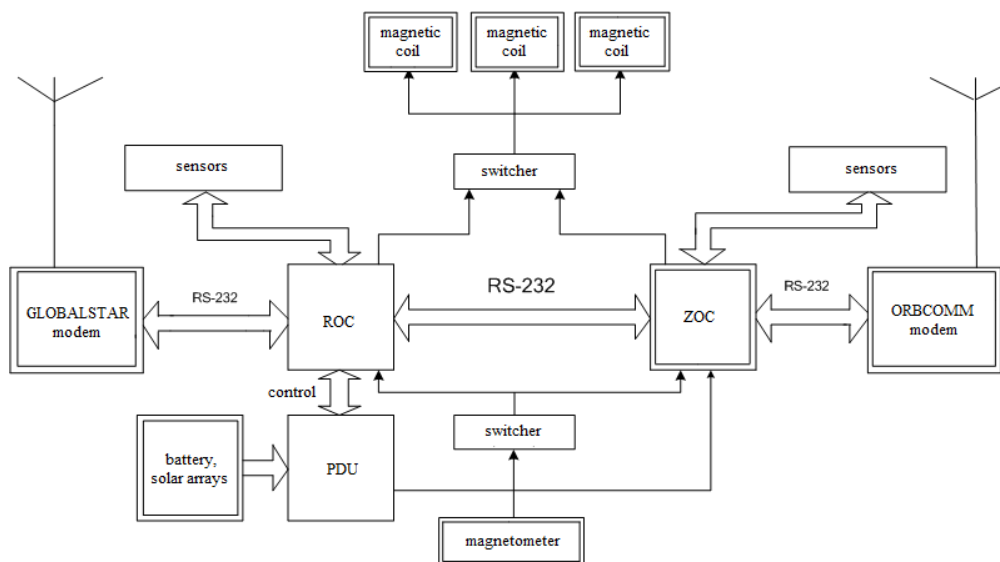 magnetic
coil
magnetic
coil
magnetic
coil
sensors
switcher
sensors
GLOBALSTAR
modem
RS-232
ROC
RS-232
ZOC
RS-232
ORBCOMM
modem
control
battery,
solar arrays
PDU
switcher
magnetometer